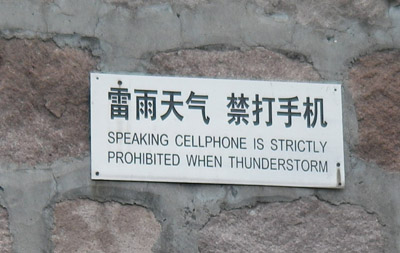 雷雨天气 禁打手机
SPEAKING CELLPHONE IS STRICTLY
PROHIBITED WHEN THUNDERSTORM